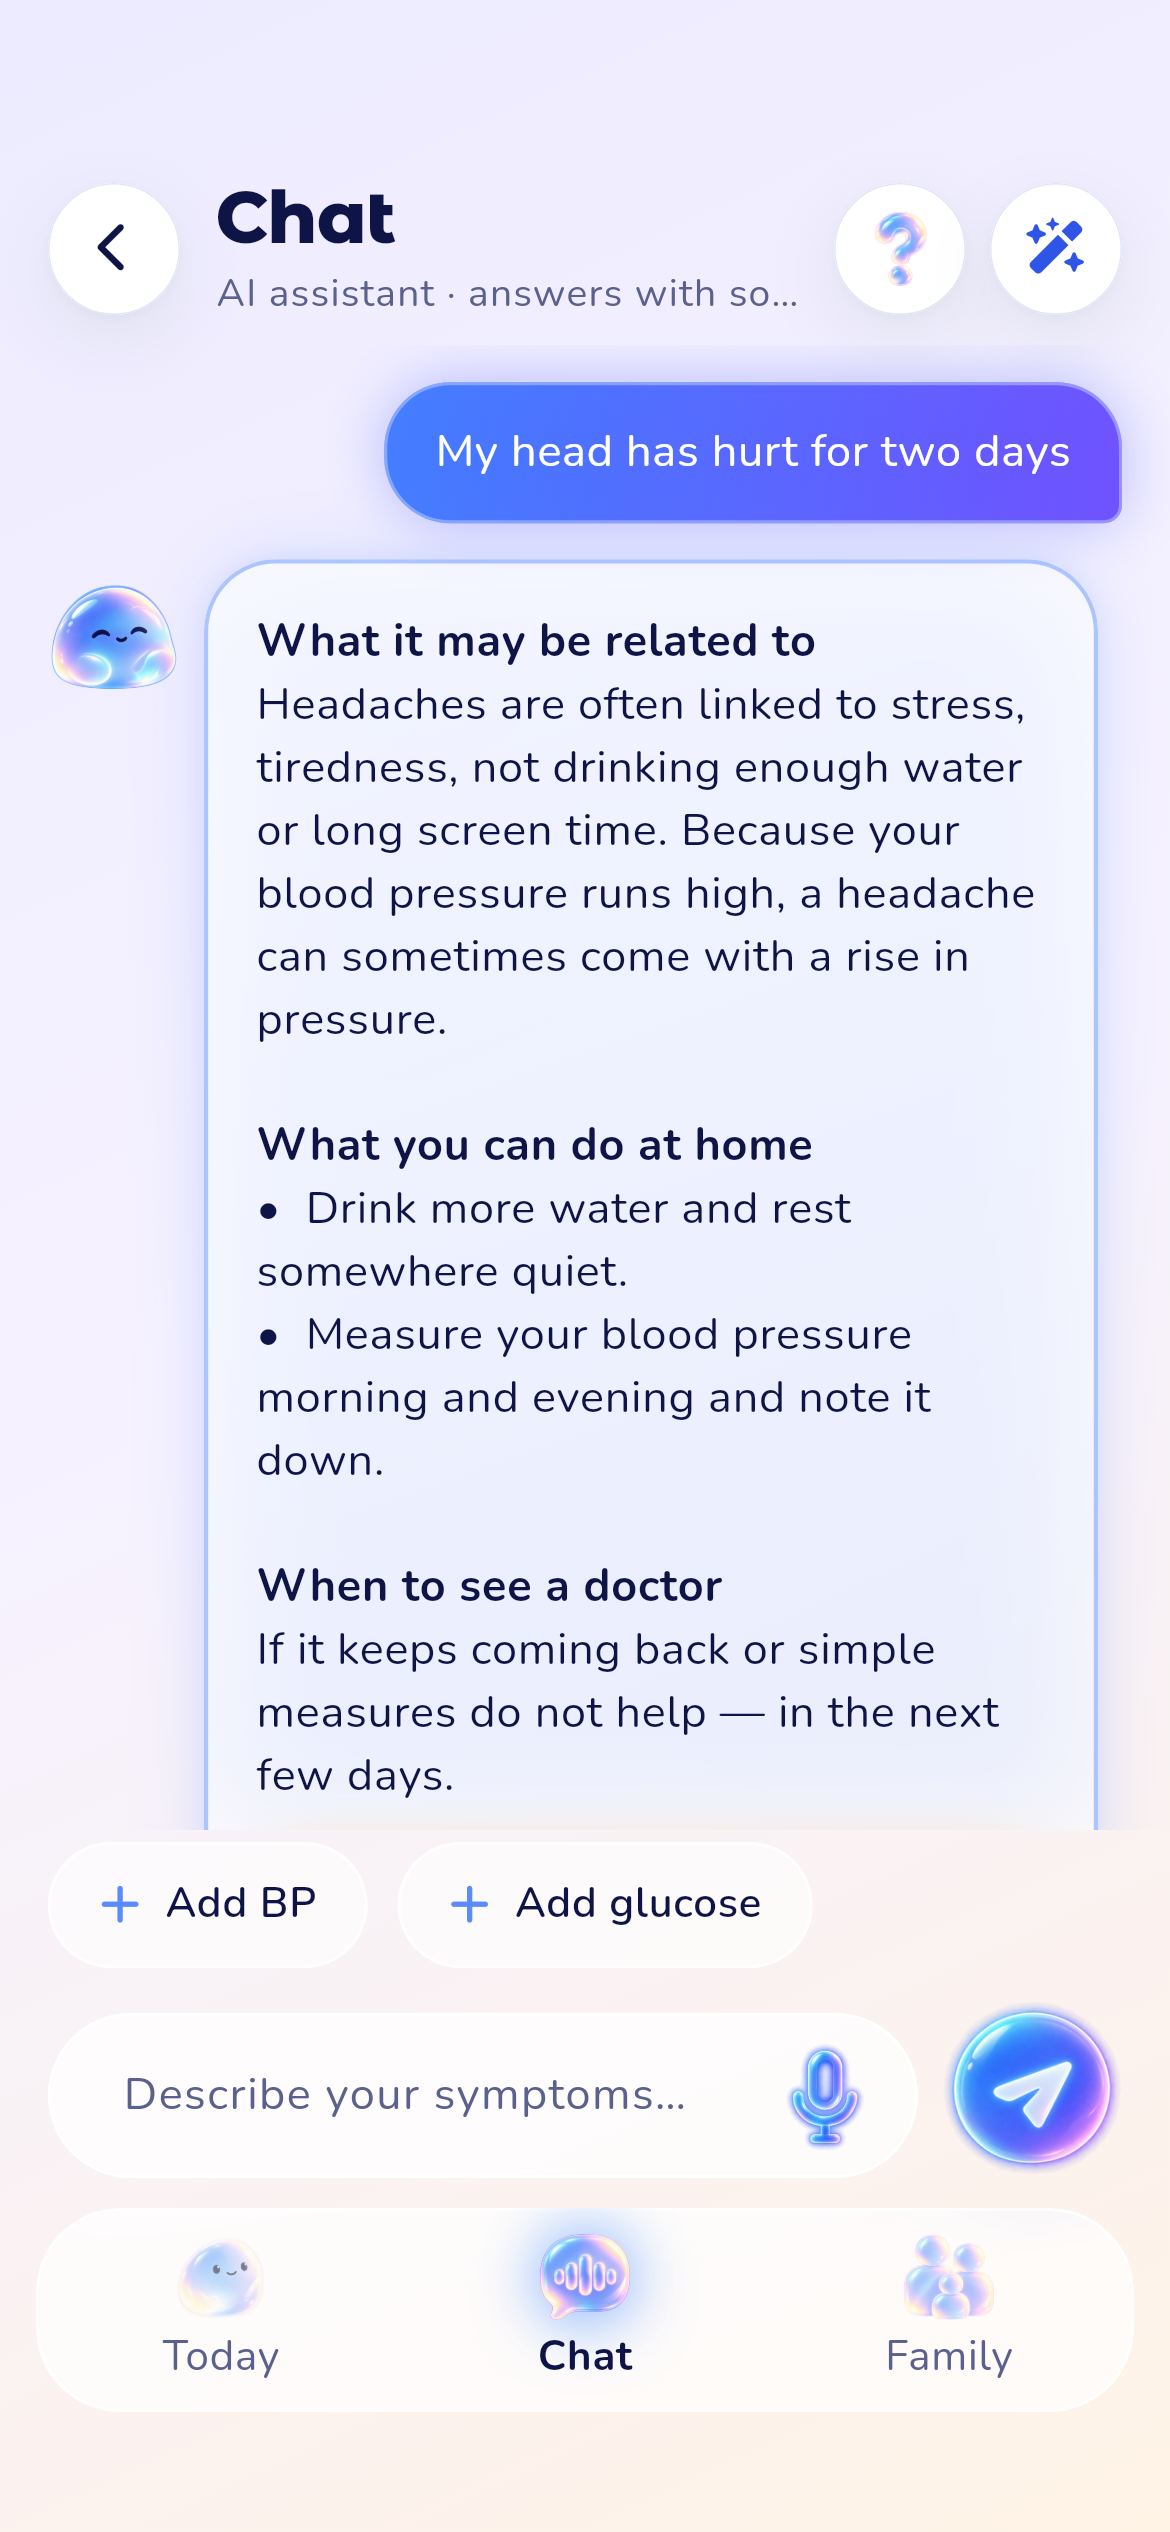 Chat
AI assistant · answers with so...
My head has hurt for two days
What it may be related to
Headaches are often linked to stress,
tiredness, not drinking enough water
or long screen time. Because your
blood pressure runs high, a headache
can sometimes come with a rise in
pressure.
What you can do at home
• Drink more water and rest
somewhere quiet.
• Measure your blood pressure
morning and evening and note it
down.
When to see a doctor
If it keeps coming back or simple
measures do not help — in the next
few days.
+ Add BP
+ Add glucose
Describe your symptoms...
Today
Chat
Family